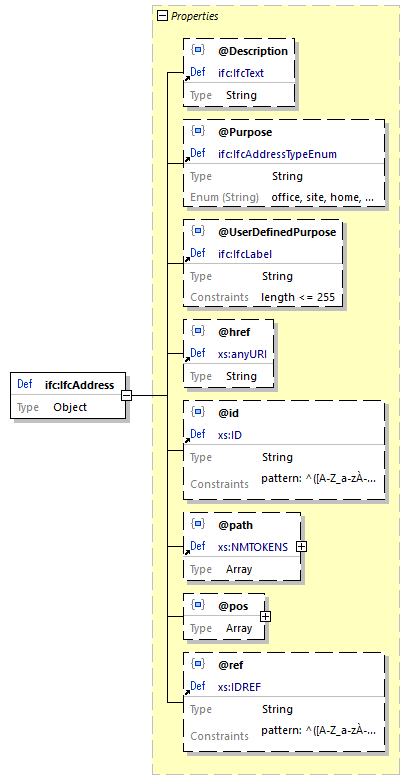 Properties
@Description
Def ifc:IfcText
Type String
@Purpose
Def ifc:IfcAddressTypeEnum
Type String
Enum (String) office, site, home, ...
@UserDefinedPurpose
Def ifc:IfcLabel
Type String
Constraints length <= 255
@href
Def xs:anyURI
Type String
Def ifc:IfcAddress
Type Object
@id
Def xs:ID
Type String
Constraints pattern: ^([A-Z_a-zÀ-...
@path
Def xs:NMTOKENS
Type Array
@pos
Type Array
@ref
Def xs:IDREF
Type String
Constraints pattern: ^([A-Z_a-zÀ-...